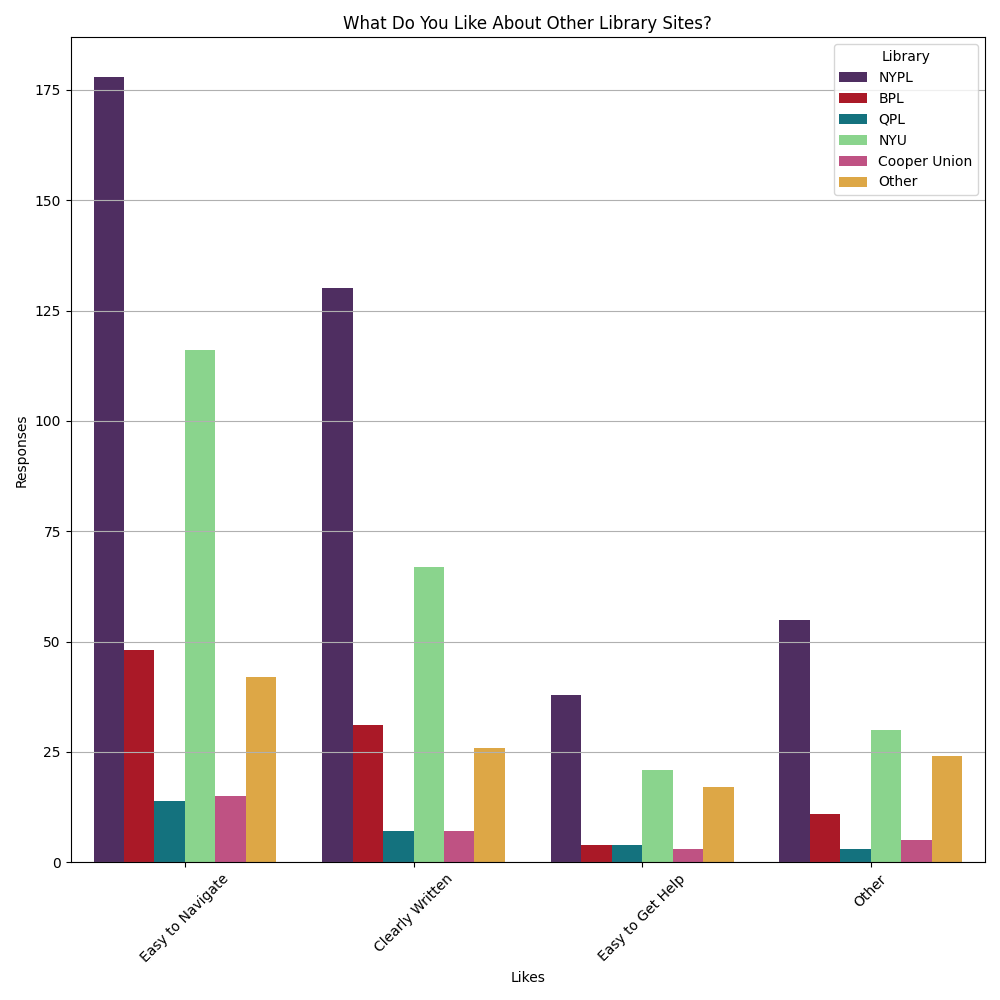 What Do You Like About Other Library Sites?
Library
NYPL
BPL
QPL
NYU
Cooper Union
Other
175
150
125
100
75
50
25
0
Responses
Easy to Navigate
Clearly Written
Easy to Get Help
Other
Likes